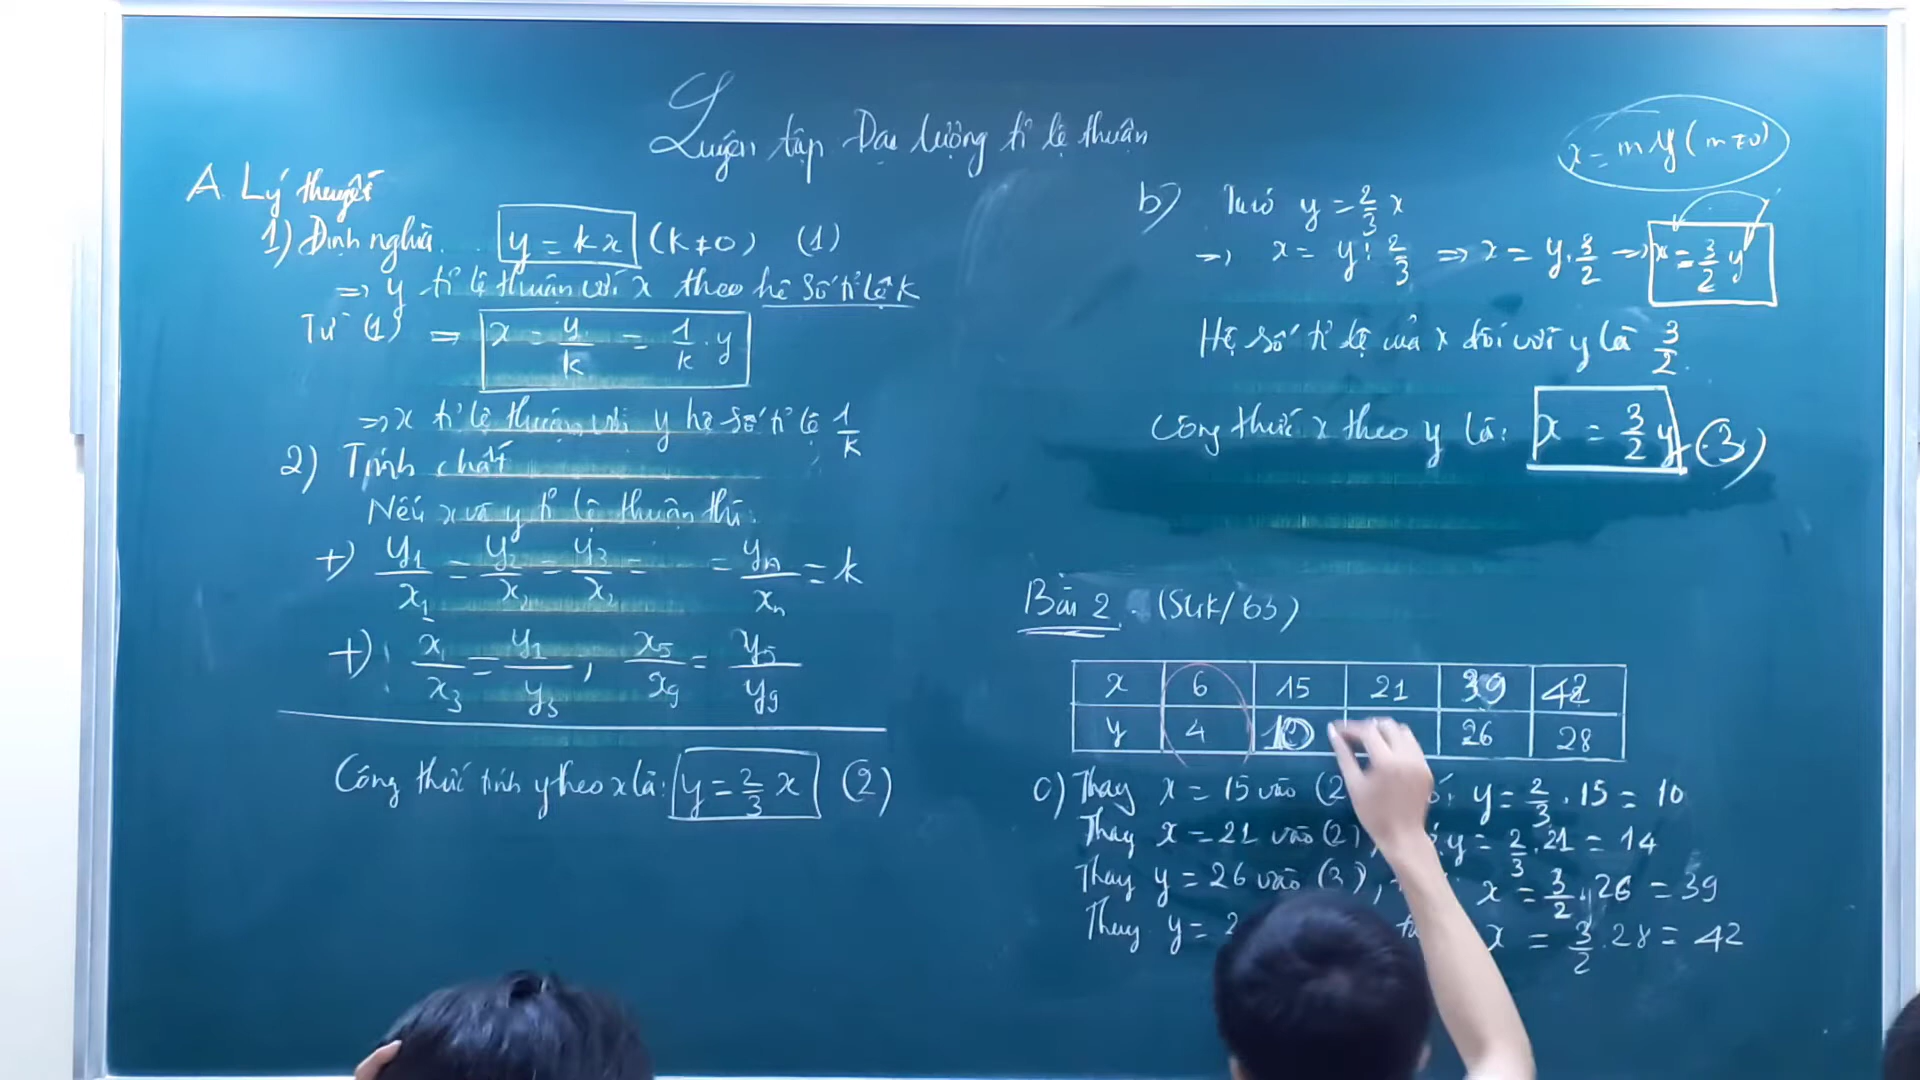 Luyện tập Đại lượng tỉ lệ thuận
A. Lý thuyết
1) Định nghĩa. y = kx (k≠0) (1)
=> y tỉ lệ thuận với x theo hệ số tỉ lệ k
Từ (1) => x = y/k = 1/k . y
=> x tỉ lệ thuận với y hệ số tỉ lệ 1/k
2) Tính chất
Nếu x và y tỉ lệ thuận thì:
+) y1/x1 = y2/x2 = y3/x3 = = yn/xn = k
+) x1/x3 = y1/y3 ; x5/x9 = y5/y9
Công thức tính y theo x là: y = 2/3 x (2)
x = my (m≠0)
b) y = 2/3 x
=> x = y : 2/3 => x = y . 3/2 => x = 3/2 y
Hệ số tỉ lệ của x đối với y là 3/2.
Công thức x theo y là: x = 3/2 y (3)
Bài 2. (SGK/63)
x 6 15 21 39 42
y 4 10 26 28
c) Thay x = 15 vào (2 y = 2/3 . 15 = 10
Thay x = 21 vào (2), y = 2/3 . 21 = 14
Thay y = 26 vào (3), x = 3/2 . 26 = 39
Thay y = 2 x = 3/2 . 28 = 42